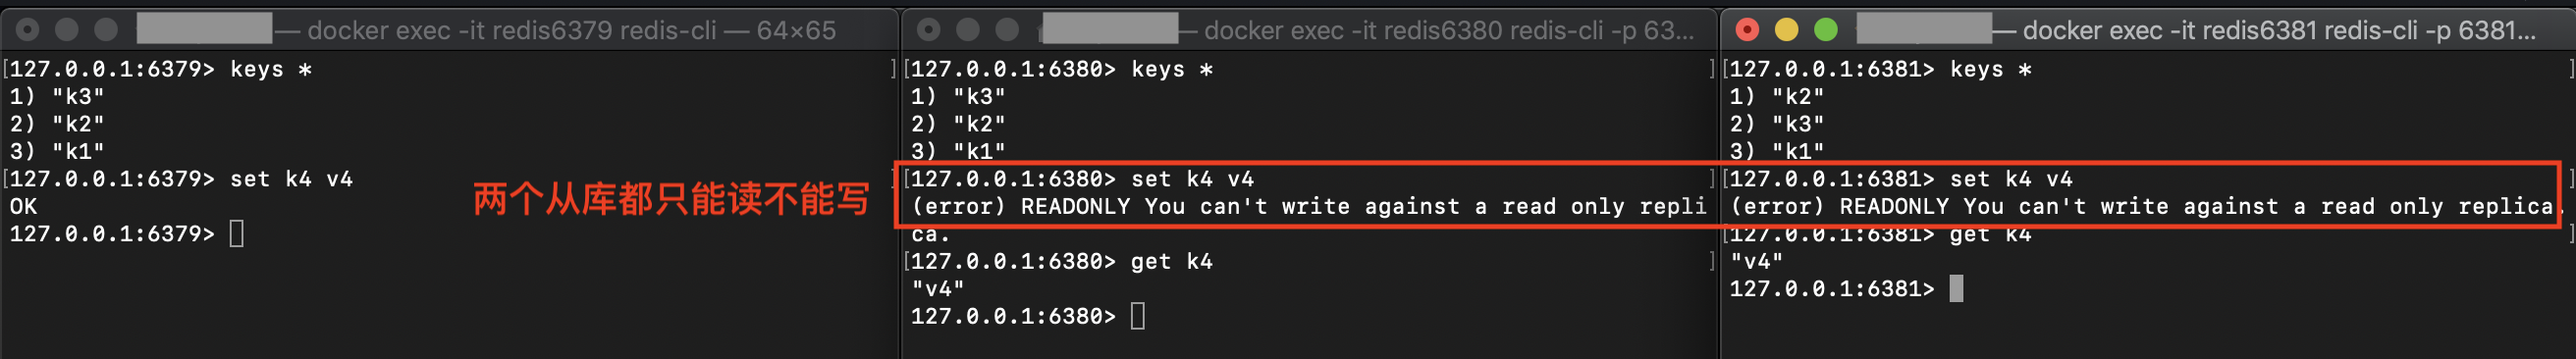 — docker exec -it redis6379 redis-cli — 64×65
[127.0.0.1:6379> keys *
1) "k3"
2) "k2"
3) "k1"
[127.0.0.1:6379> set k4 v4
OK
127.0.0.1:6379>
两个从库都只能读不能写
— docker exec -it redis6380 redis-cli -p 63...
[127.0.0.1:6380> keys *
1) "k3"
2) "k2"
3) "k1"
[127.0.0.1:6380> set k4 v4
(error) READONLY You can't write against a read only repli
ca.
[127.0.0.1:6380> get k4
"v4"
127.0.0.1:6380>
— docker exec -it redis6381 redis-cli -p 6381...
[127.0.0.1:6381> keys *
1) "k2"
2) "k3"
3) "k1"
[127.0.0.1:6381> set k4 v4
(error) READONLY You can't write against a read only replica.
[127.0.0.1:6381> get k4
"v4"
127.0.0.1:6381>